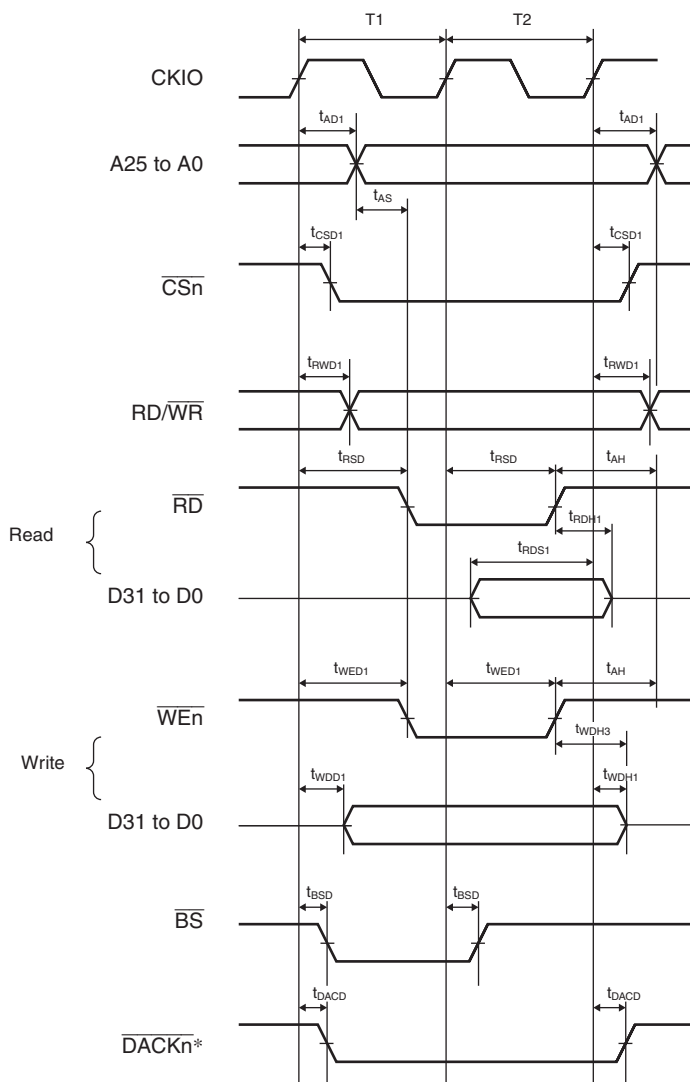 T1 T2
CKIO
tAD1 tAD1
A25 to A0
tAS
tCSD1 tCSD1
CSn
tRWD1 tRWD1
RD/WR
tRSD tRSD tAH
RD
tRDH1
Read
tRDS1
D31 to D0
tWED1 tWED1 tAH
WEn
tWDH3
Write
tWDD1 tWDH1
D31 to D0
tBSD tBSD
BS
tDACD tDACD
DACKn*